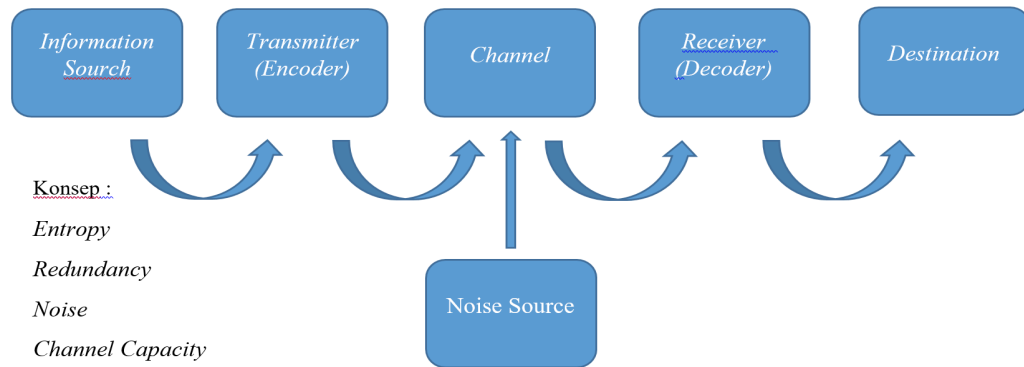 Information
Sourch
Transmitter
(Encoder)
Channel
Receiver
(Decoder)
Destination
Konsep :
Entropy
Redundancy
Noise
Channel Capacity
Noise Source